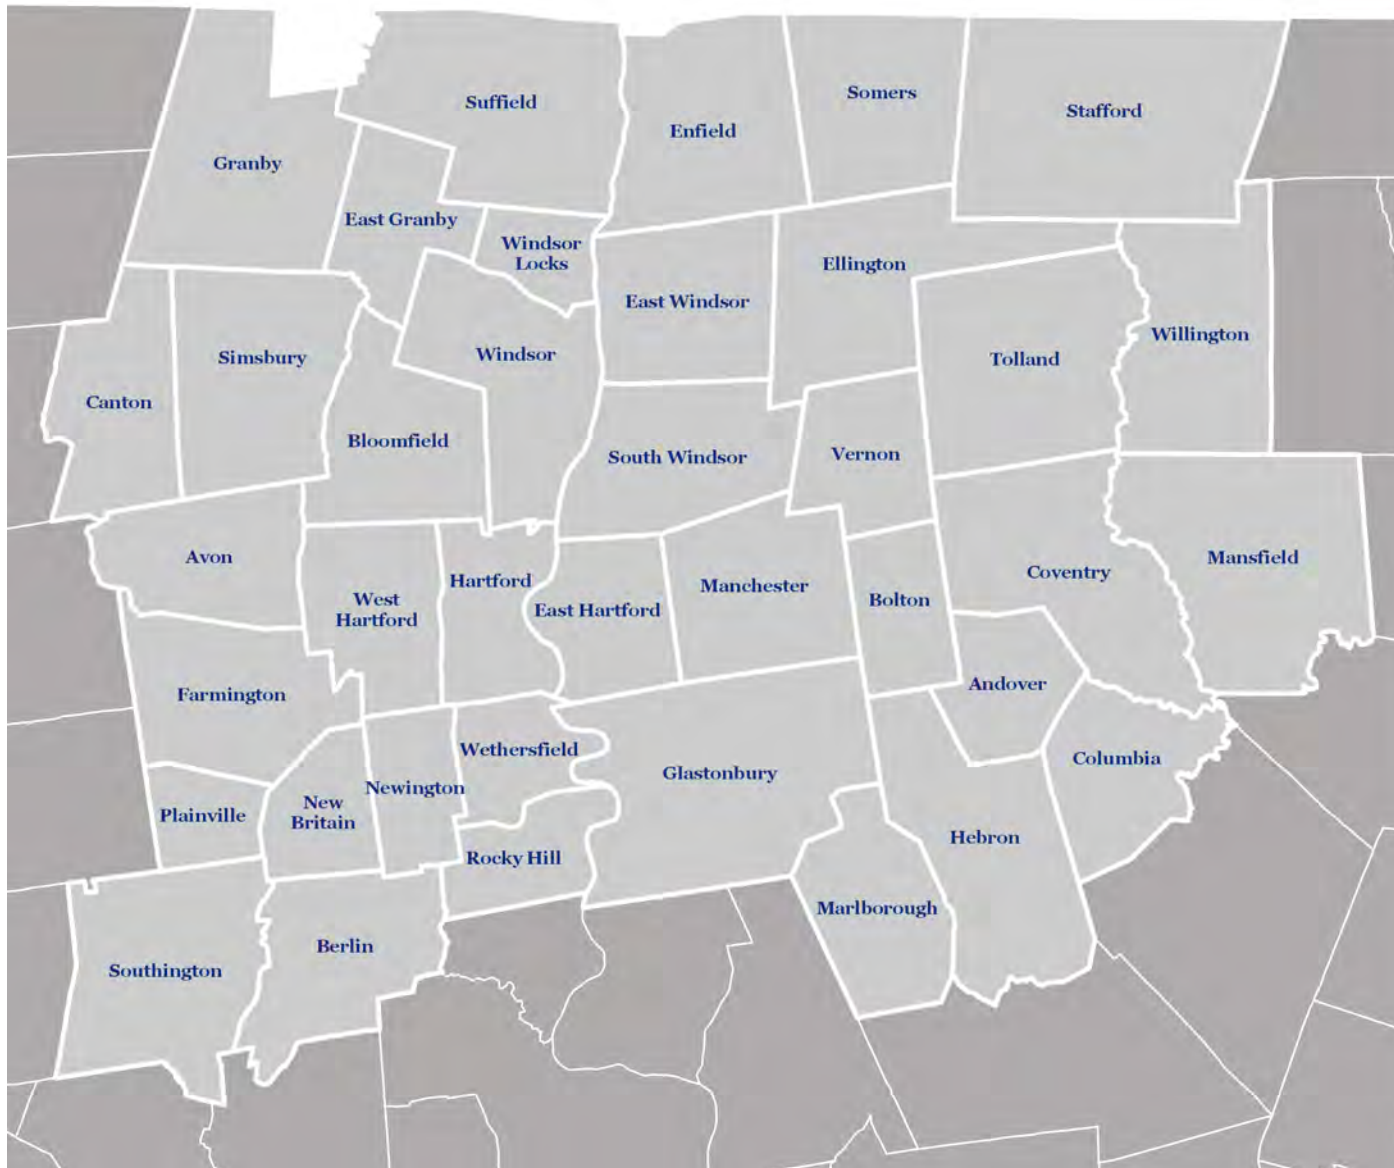 Suffield
Somers
Stafford
Enfield
Granby
East Granby
Windsor
Locks
Ellington
East Windsor
Willington
Simsbury
Windsor
Tolland
Canton
Bloomfield
South Windsor
Vernon
Avon
Mansfield
Hartford
Manchester
Coventry
West
Hartford
East Hartford
Bolton
Farmington
Andover
Wethersfield
Columbia
Glastonbury
Newington
Plainville
New
Britain
Hebron
Rocky Hill
Marlborough
Berlin
Southington